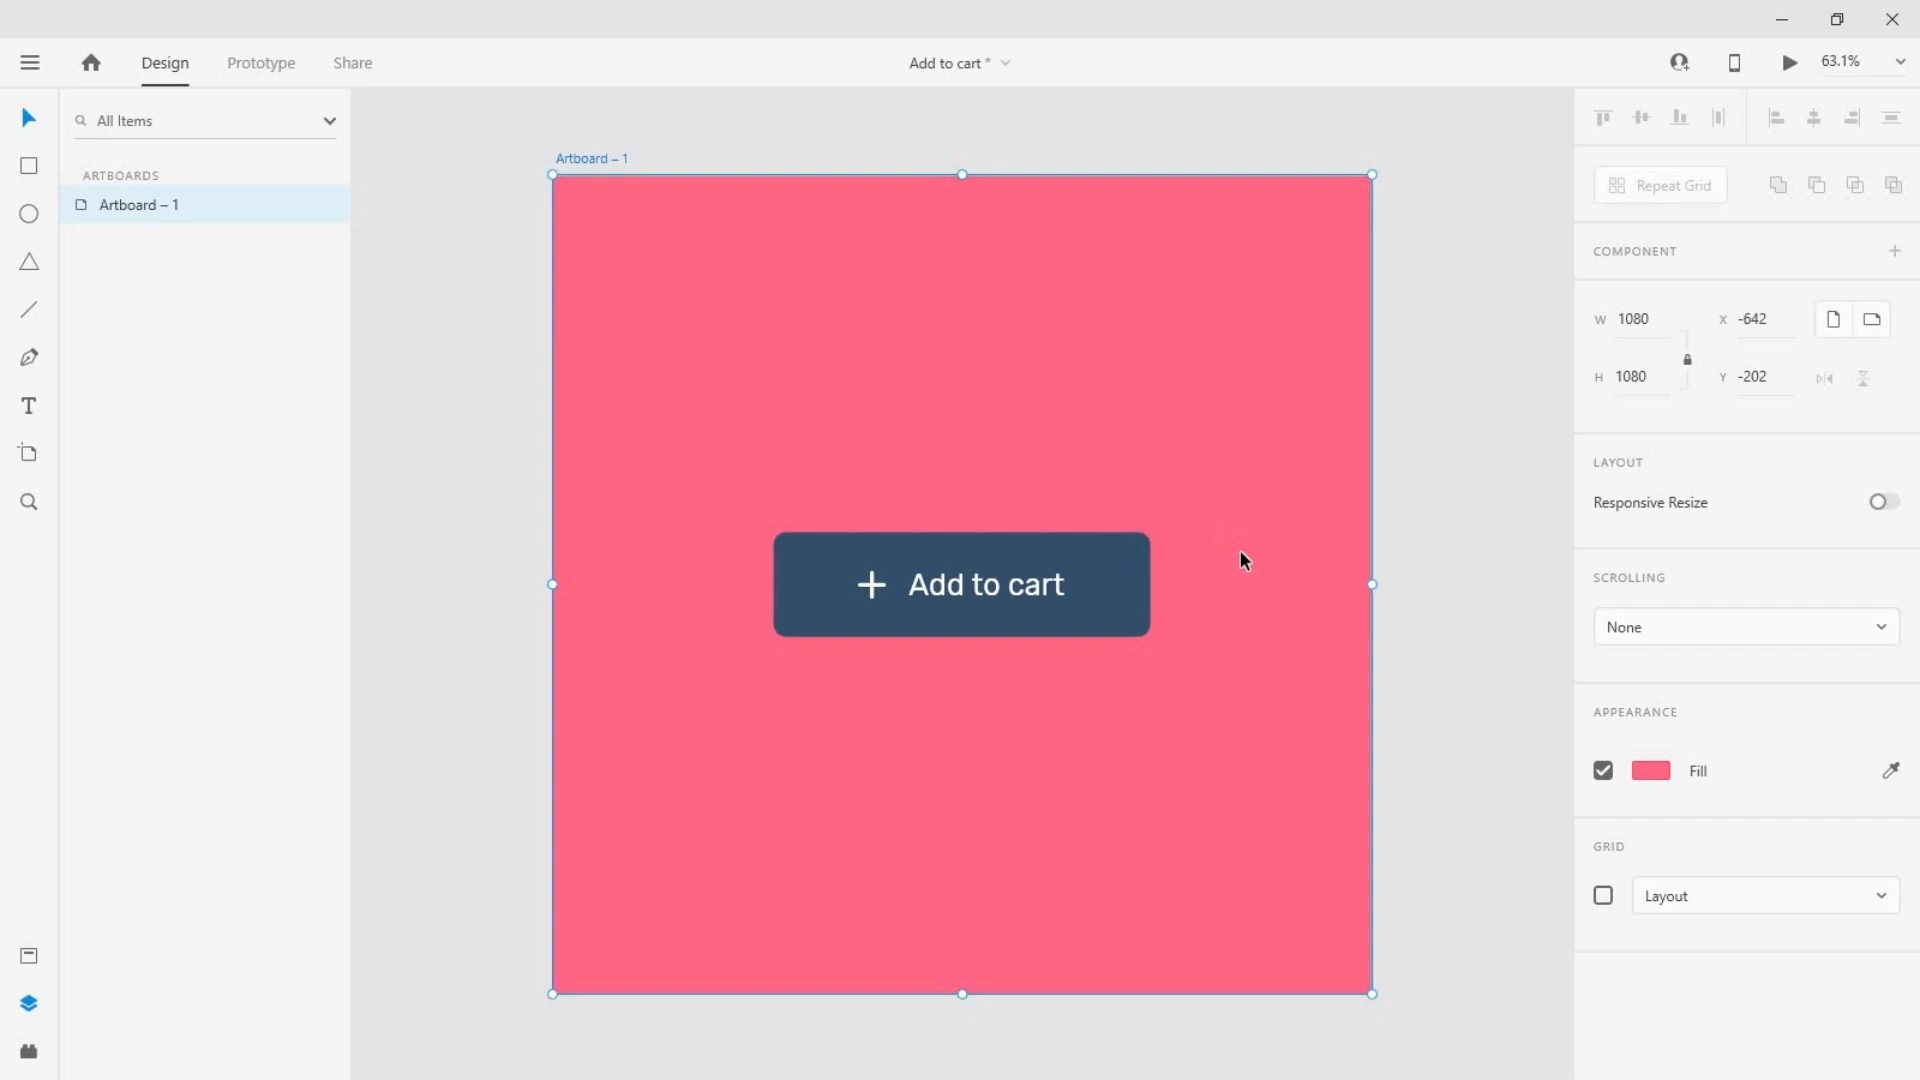 Design Prototype Share Add to cart * 63.1%
All Items
ARTBOARDS
Artboard – 1
Artboard – 1
+ Add to cart
Repeat Grid
COMPONENT +
W 1080 X -642
H 1080 Y -202
LAYOUT
Responsive Resize
SCROLLING
None
APPEARANCE
Fill
GRID
Layout